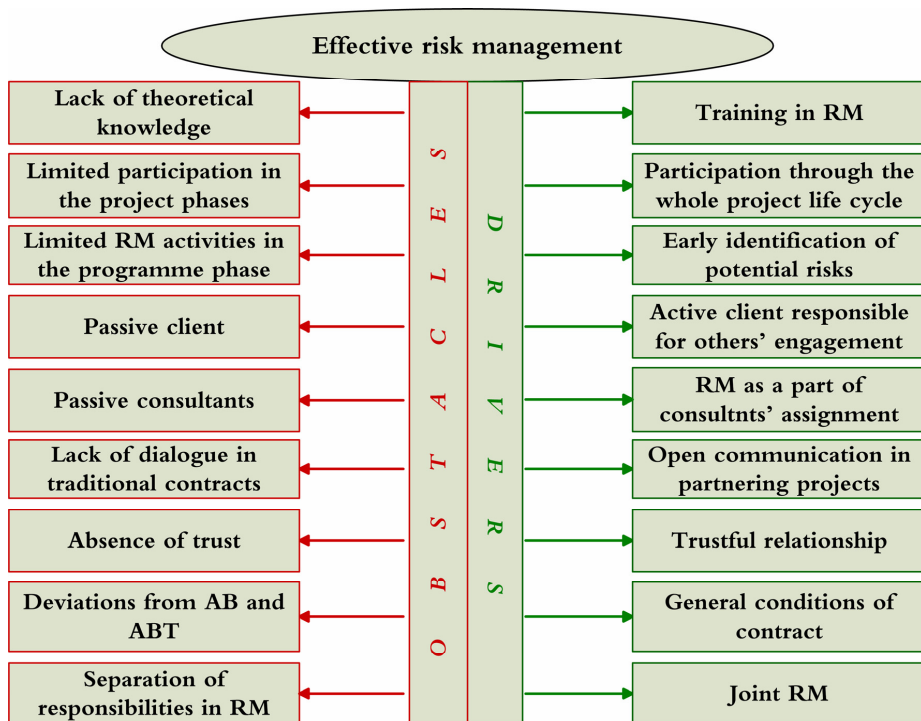 Effective risk management
Lack of theoretical
knowledge
Limited participation in
the project phases
Limited RM activities in
the programme phase
Passive client
Passive consultants
Lack of dialogue in
traditional contracts
Absence of trust
Deviations from AB and
ABT
Separation of
responsibilities in RM
OBSTACLES
DRIVERS
Training in RM
Participation through the
whole project life cycle
Early identification of
potential risks
Active client responsible
for others’ engagement
RM as a part of
consultnts’ assignment
Open communication in
partnering projects
Trustful relationship
General conditions of
contract
Joint RM